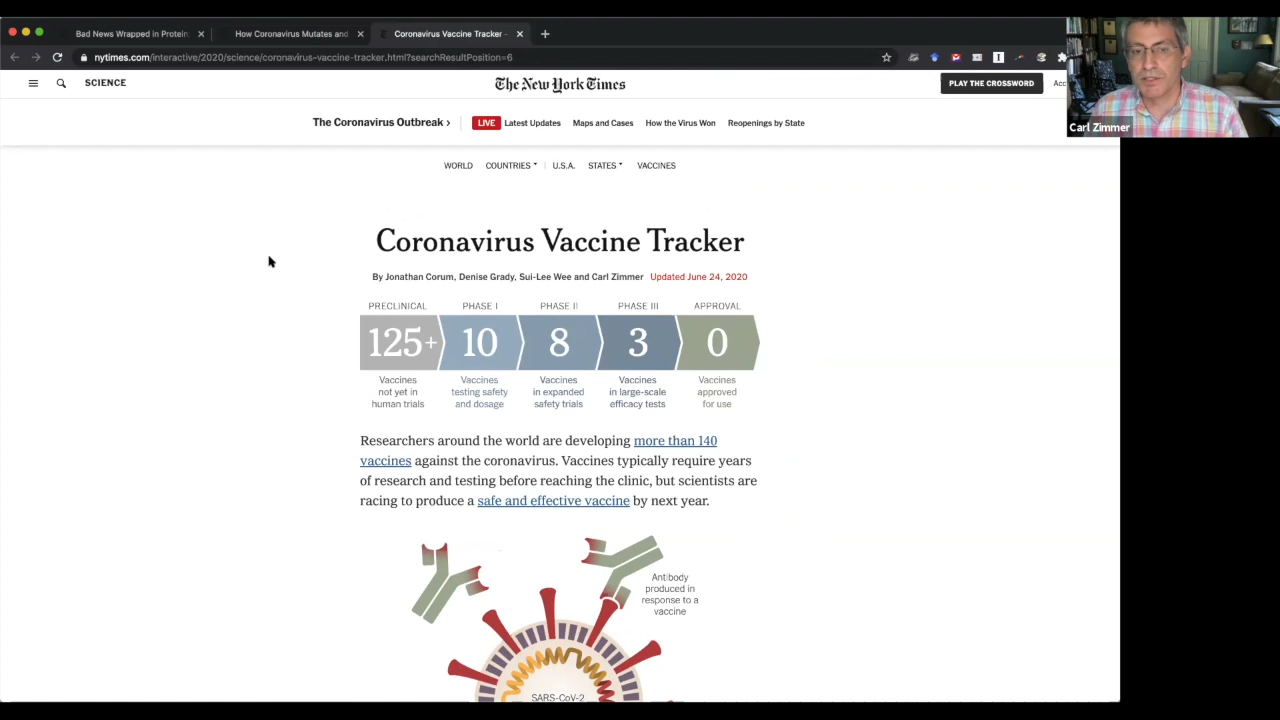 Bad News Wrapped in Protein
How Coronavirus Mutates and
Coronavirus Vaccine Tracker -
nytimes.com/interactive/2020/science/coronavirus-vaccine-tracker.html?searchResultPosition=6
SCIENCE
The New York Times
PLAY THE CROSSWORD
Acc
Carl Zimmer
The Coronavirus Outbreak ›
LIVE
Latest Updates
Maps and Cases
How the Virus Won
Reopenings by State
WORLD
COUNTRIES
U.S.A.
STATES
VACCINES
Coronavirus Vaccine Tracker
By Jonathan Corum, Denise Grady, Sui-Lee Wee and Carl Zimmer Updated June 24, 2020
PRECLINICAL
PHASE I
PHASE II
PHASE III
APPROVAL
125+
10
8
3
0
Vaccines
not yet in
human trials
Vaccines
testing safety
and dosage
Vaccines
in expanded
safety trials
Vaccines
in large-scale
efficacy tests
Vaccines
approved
for use
Researchers around the world are developing more than 140
vaccines against the coronavirus. Vaccines typically require years
of research and testing before reaching the clinic, but scientists are
racing to produce a safe and effective vaccine by next year.
Antibody
produced in
response to a
vaccine
SARS-CoV-2